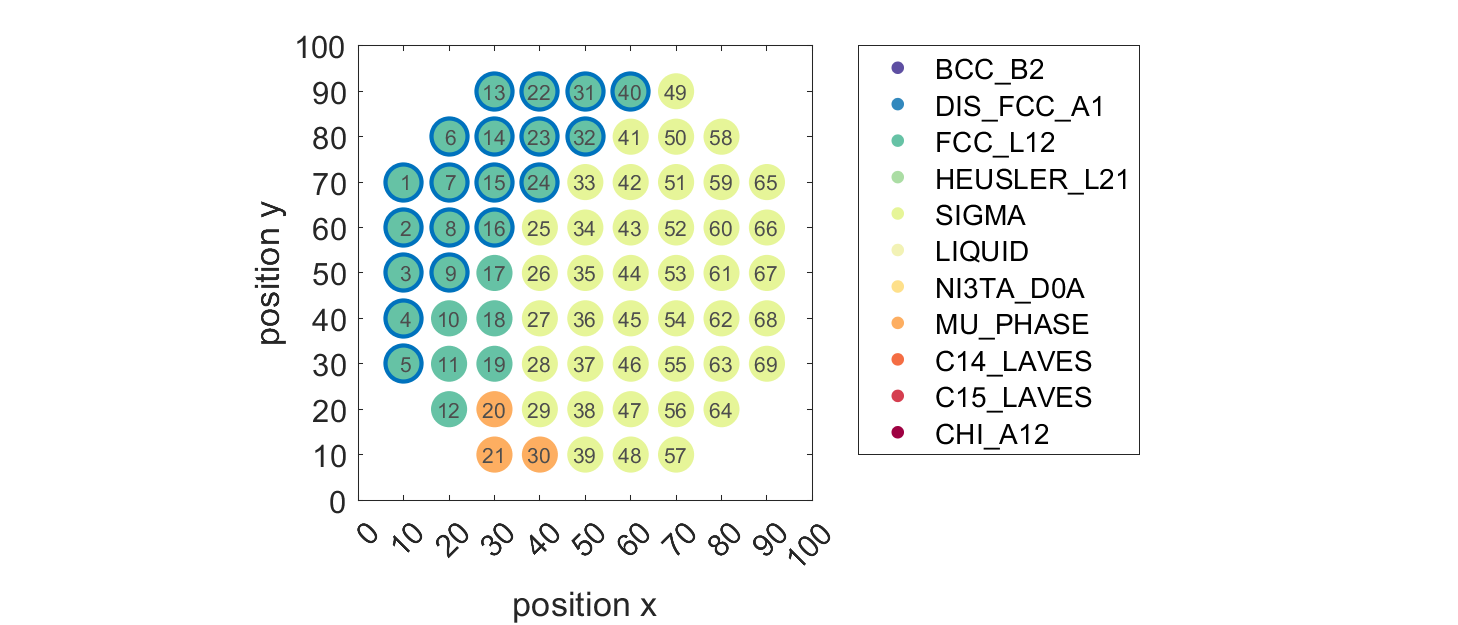 100
90
80
70
60
50
40
30
20
10
0
position y
13 22 31 40 49
6 14 23 32 41 50 58
1 7 15 24 33 42 51 59 65
2 8 16 25 34 43 52 60 66
3 9 17 26 35 44 53 61 67
4 10 18 27 36 45 54 62 68
5 11 19 28 37 46 55 63 69
12 20 29 38 47 56 64
21 30 39 48 57
0 10 20 30 40 50 60 70 80 90 100
position x
BCC_B2
DIS_FCC_A1
FCC_L12
HEUSLER_L21
SIGMA
LIQUID
NI3TA_D0A
MU_PHASE
C14_LAVES
C15_LAVES
CHI_A12